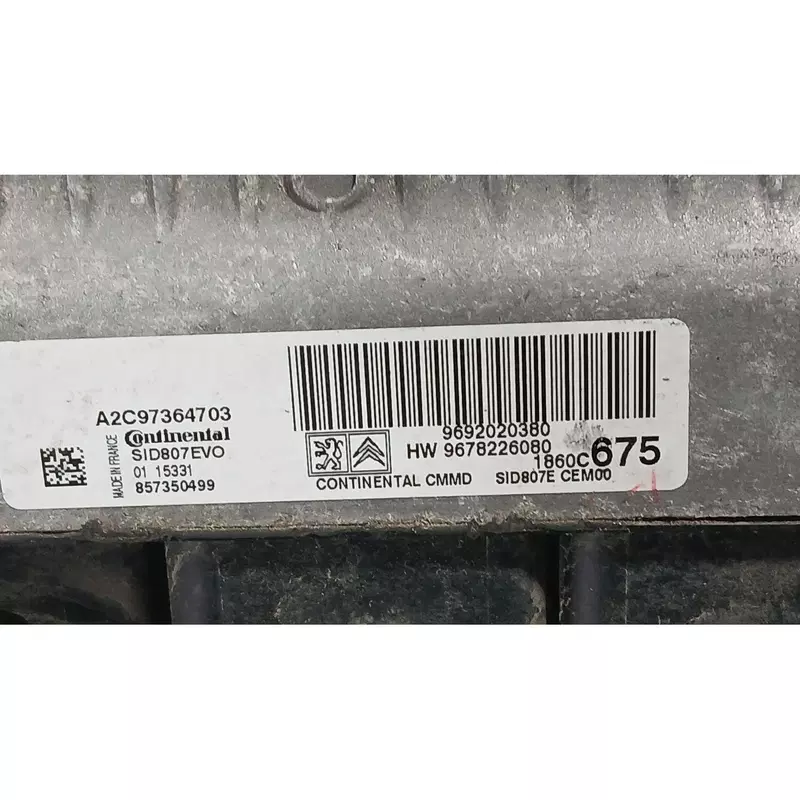 A2C97364703
Continental
SID807EVO
01 15331
857350499
MADE IN FRANCE
9692020380
HW 9678226080
1860C675
CONTINENTAL CMMD SID807E CEM00